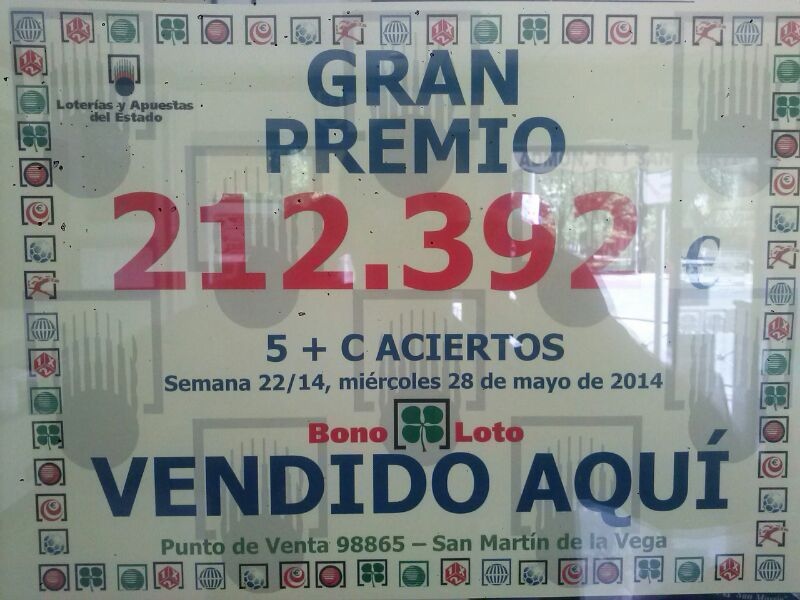 Loterías y Apuestas
del Estado
GRAN
PREMIO
212.392 €
5 + C ACIERTOS
Semana 22/14, miércoles 28 de mayo de 2014
Bono Loto
VENDIDO AQUÍ
Punto de Venta 98865 – San Martín de la Vega